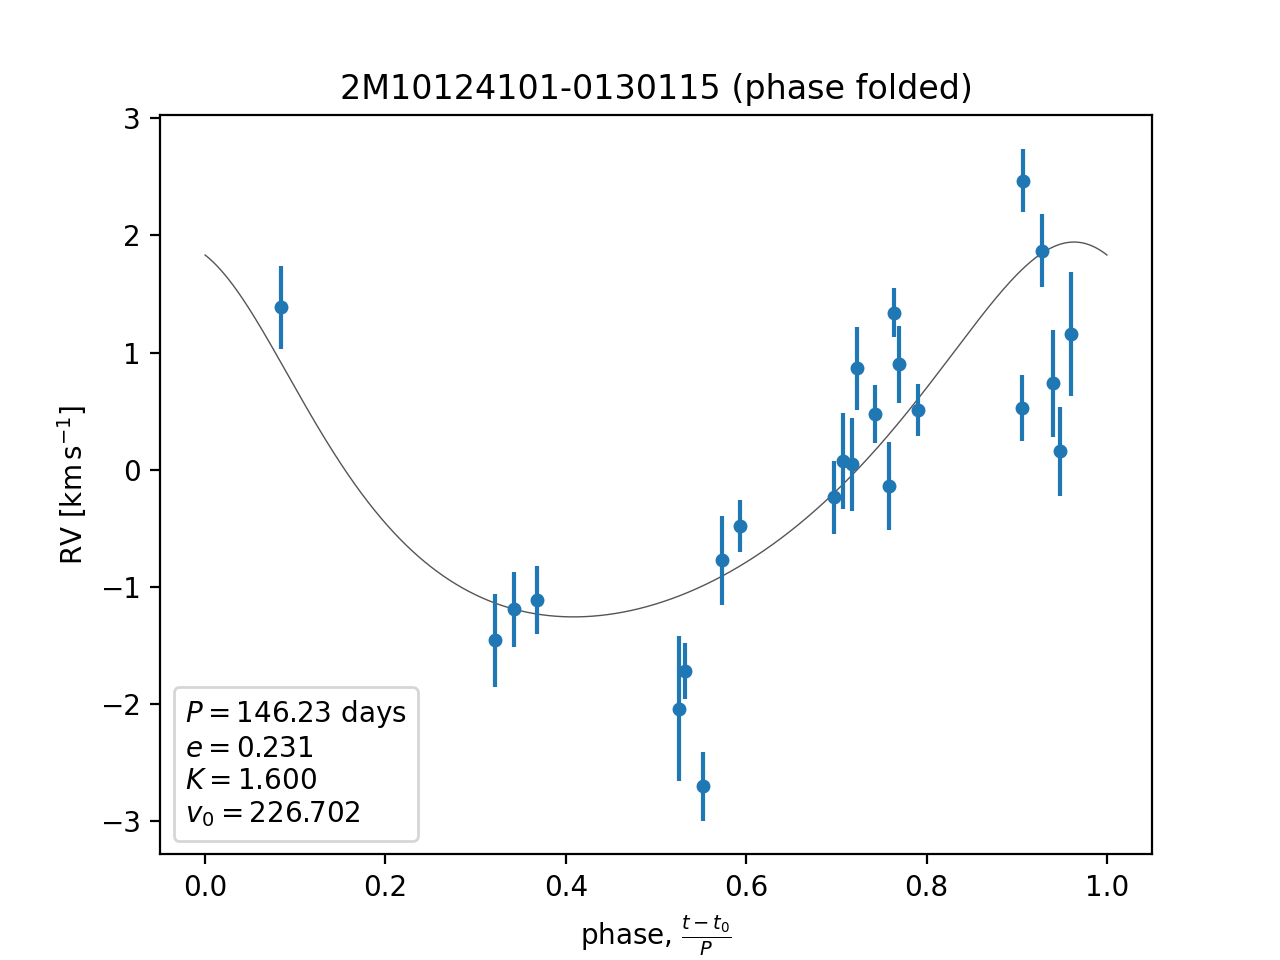 2M10124101-0130115 (phase folded)
3
2
1
0
−1
−2
−3
RV [km s⁻¹]
P = 146.23 days
e = 0.231
K = 1.600
v₀ = 226.702
0.0 0.2 0.4 0.6 0.8 1.0
phase, (t − t₀)/P